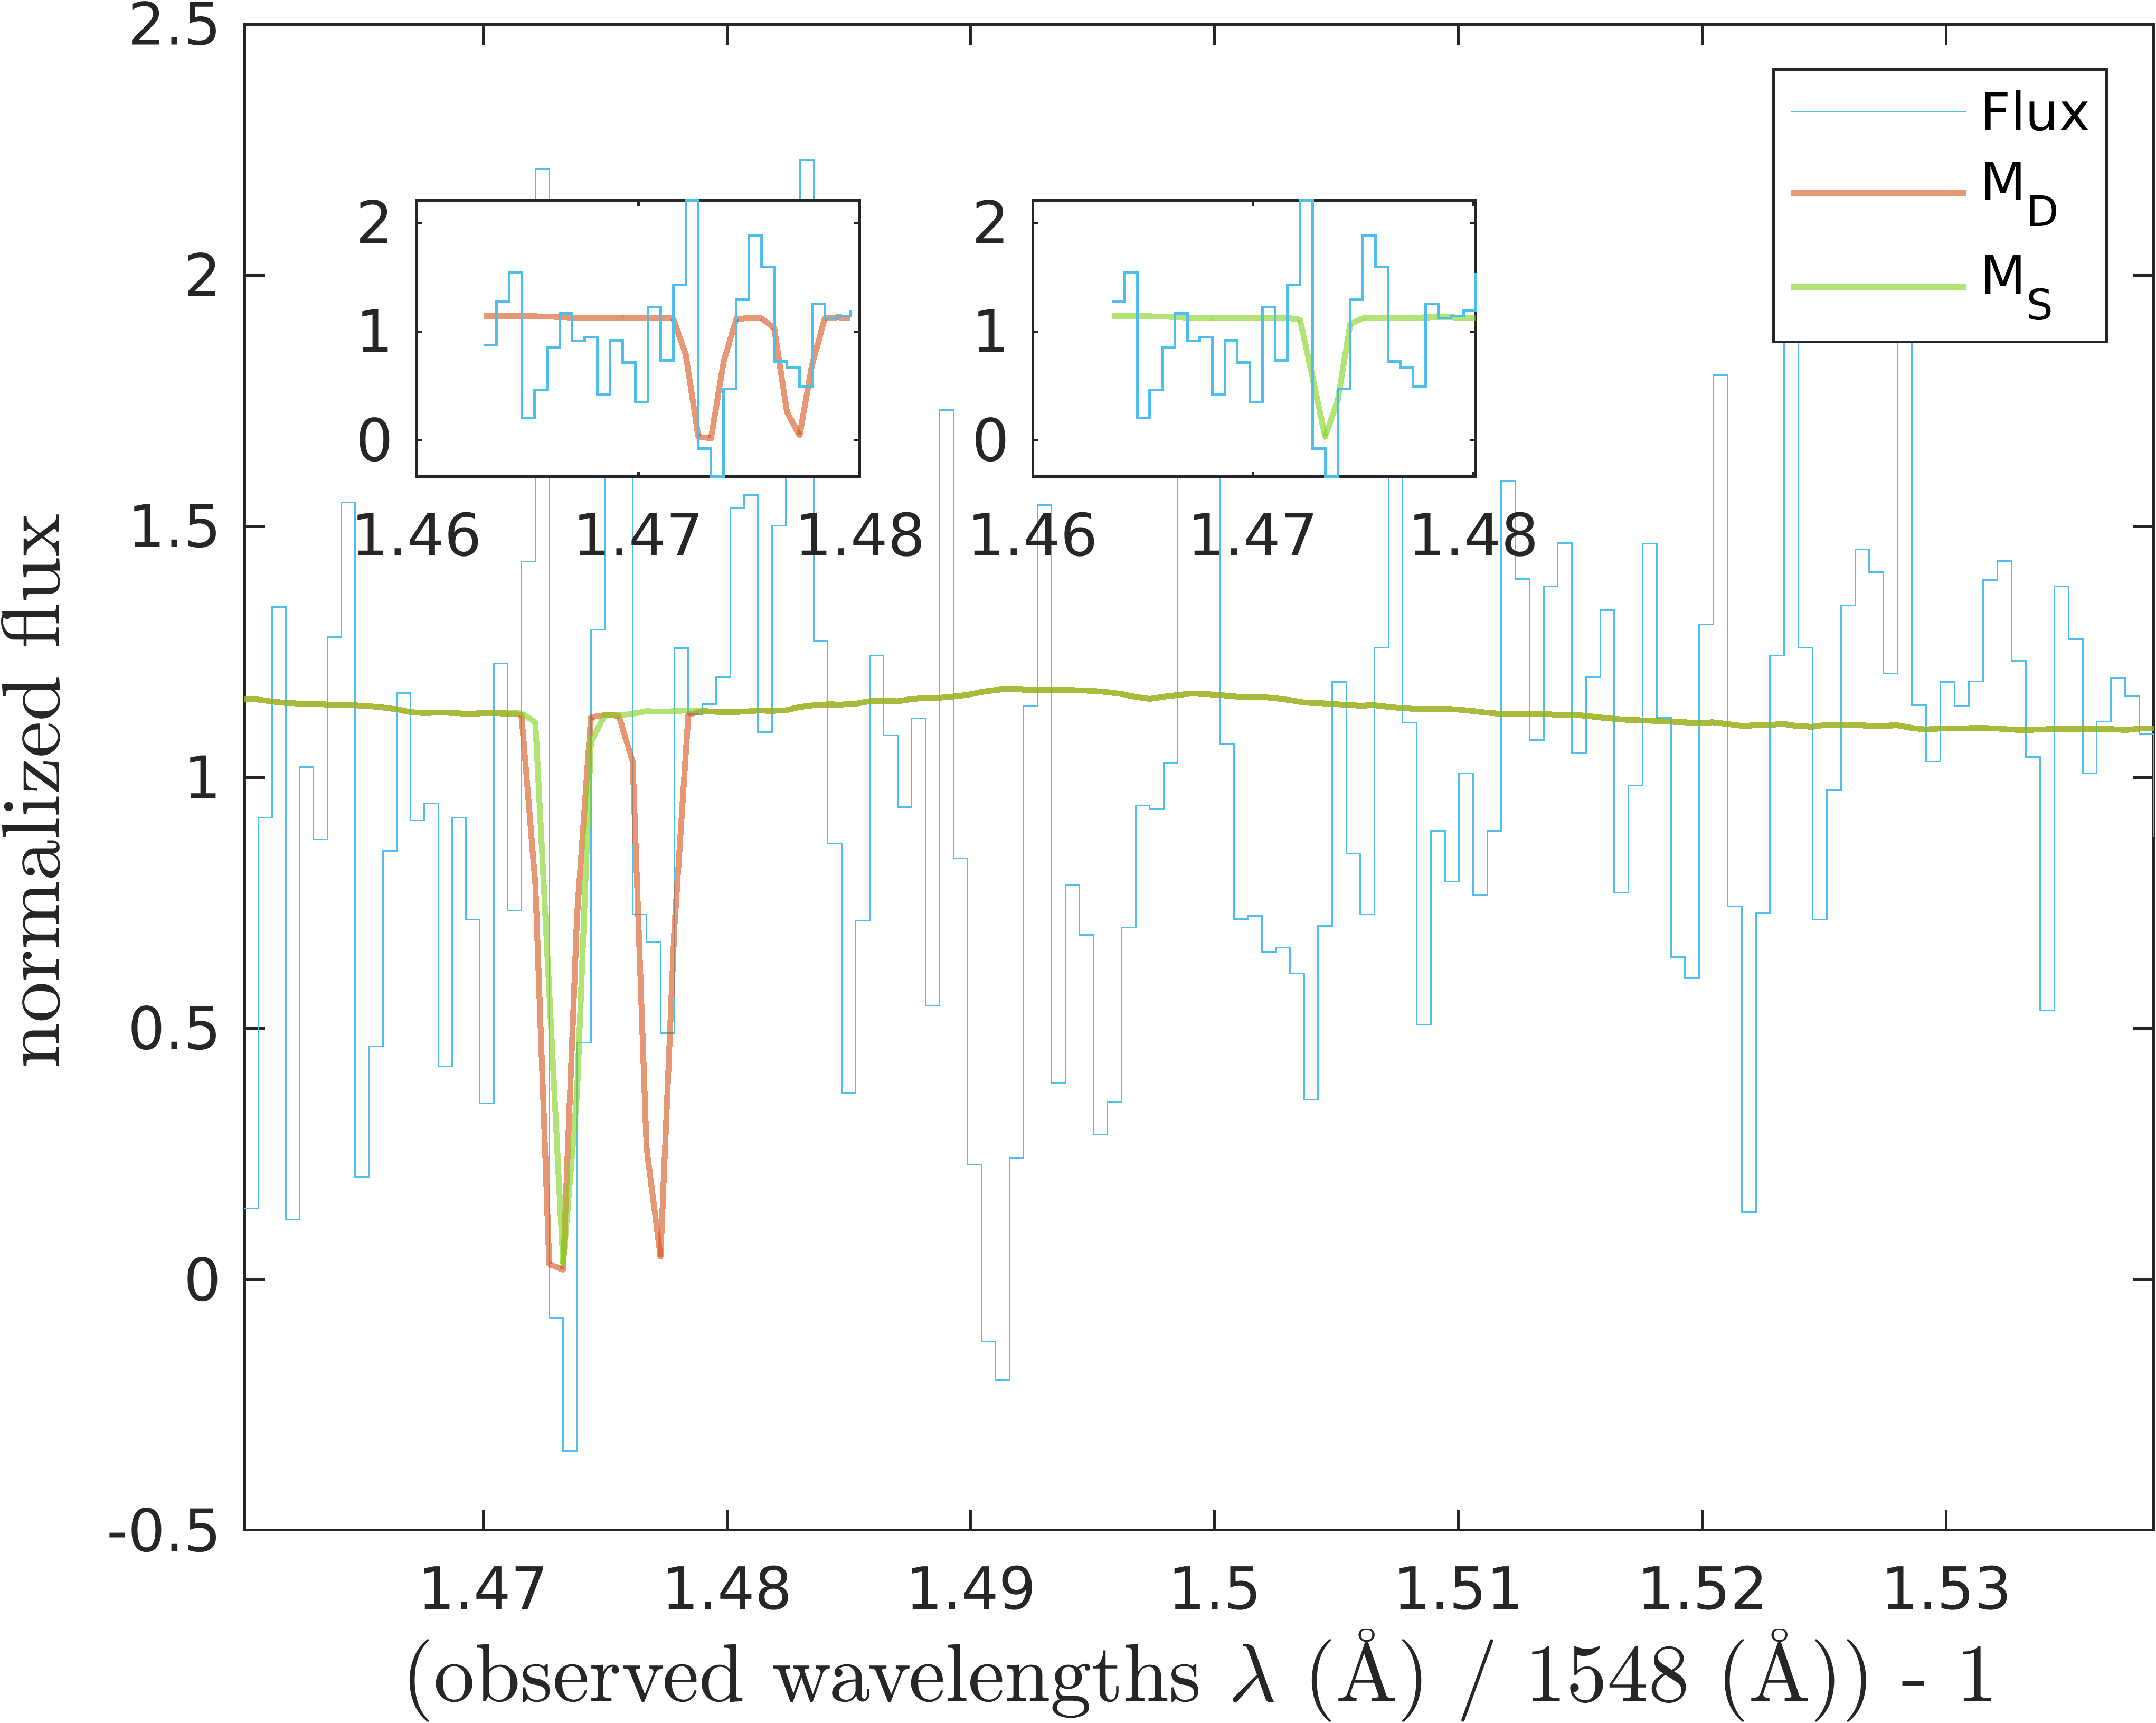 2.5
2
1.5
1
0.5
0
-0.5
normalized flux
1.47 1.48 1.49 1.5 1.51 1.52 1.53
(observed wavelengths λ (Å) / 1548 (Å)) - 1
2
1
0
1.46 1.47 1.48
2
1
0
1.46 1.47 1.48
Flux
M_D
M_S